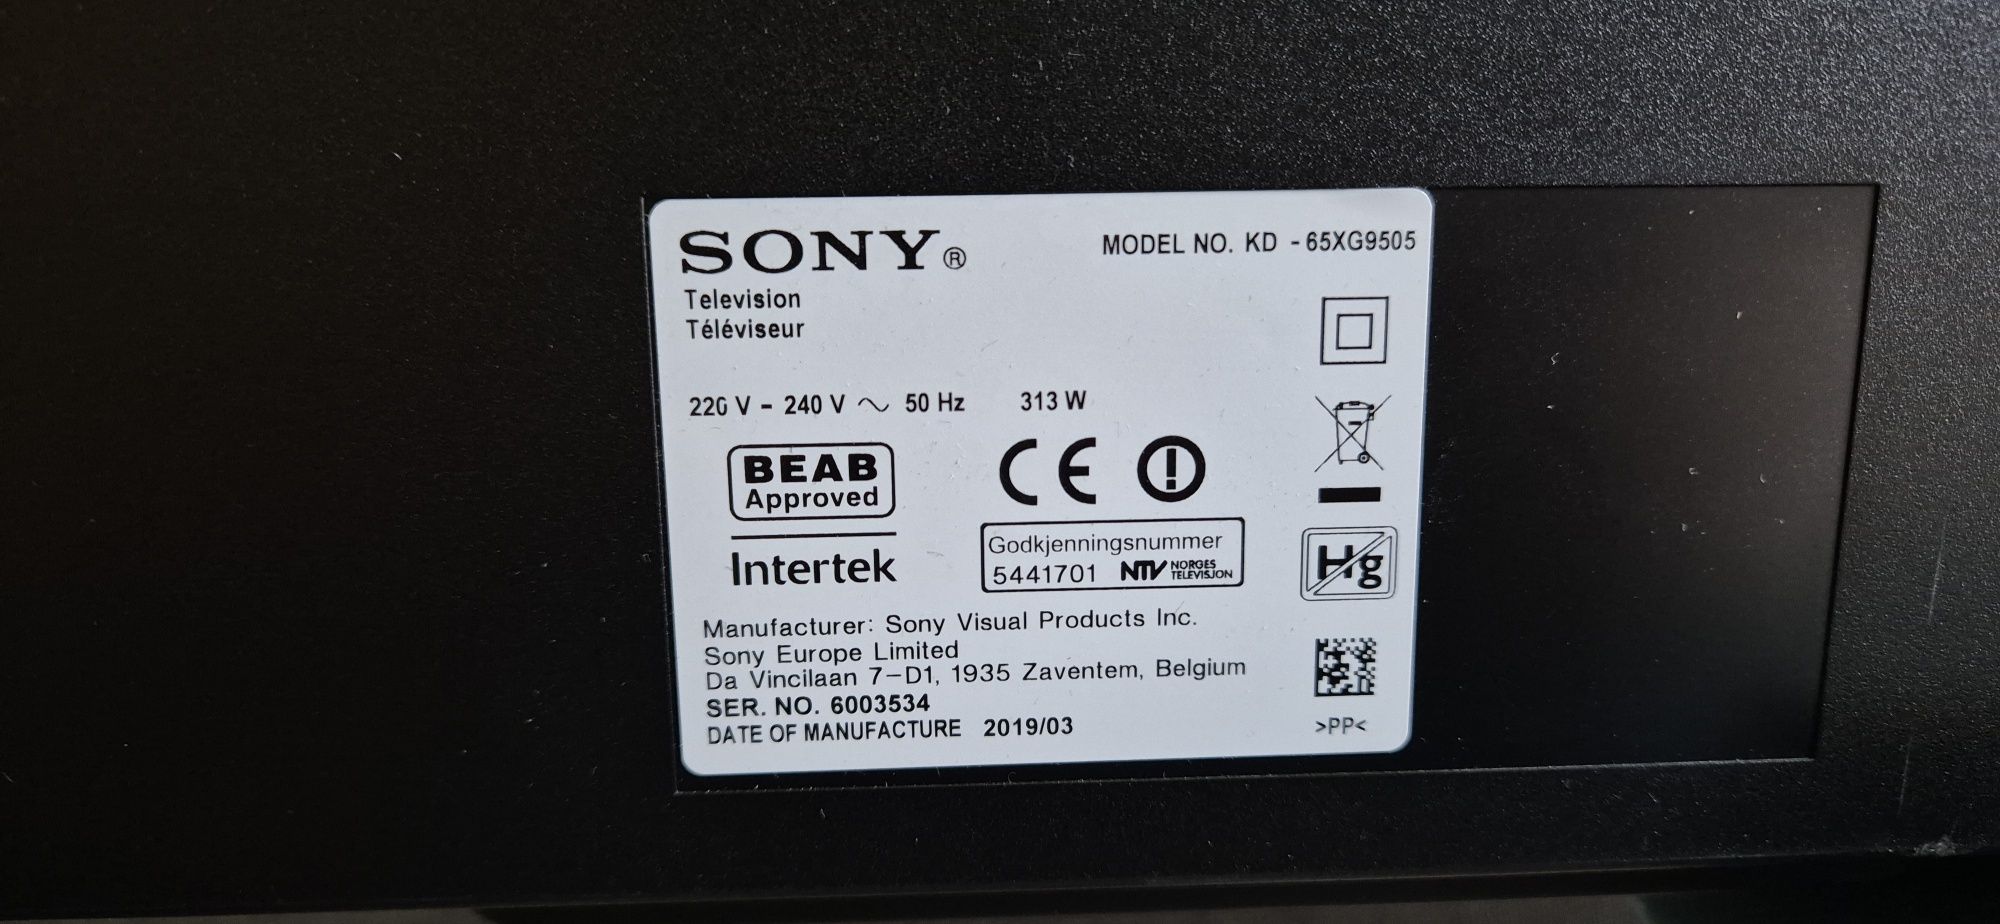 SONY®
MODEL NO. KD - 65XG9505
Television
Téléviseur
220 V - 240 V ~ 50 Hz 313 W
BEAB
Approved
Intertek
CE
Godkjenningsnummer
5441701 NTV NORGES TELEVISJON
Hg
Manufacturer: Sony Visual Products Inc.
Sony Europe Limited
Da Vincilaan 7-D1, 1935 Zaventem, Belgium
SER. NO. 6003534
DATE OF MANUFACTURE 2019/03
>PP<